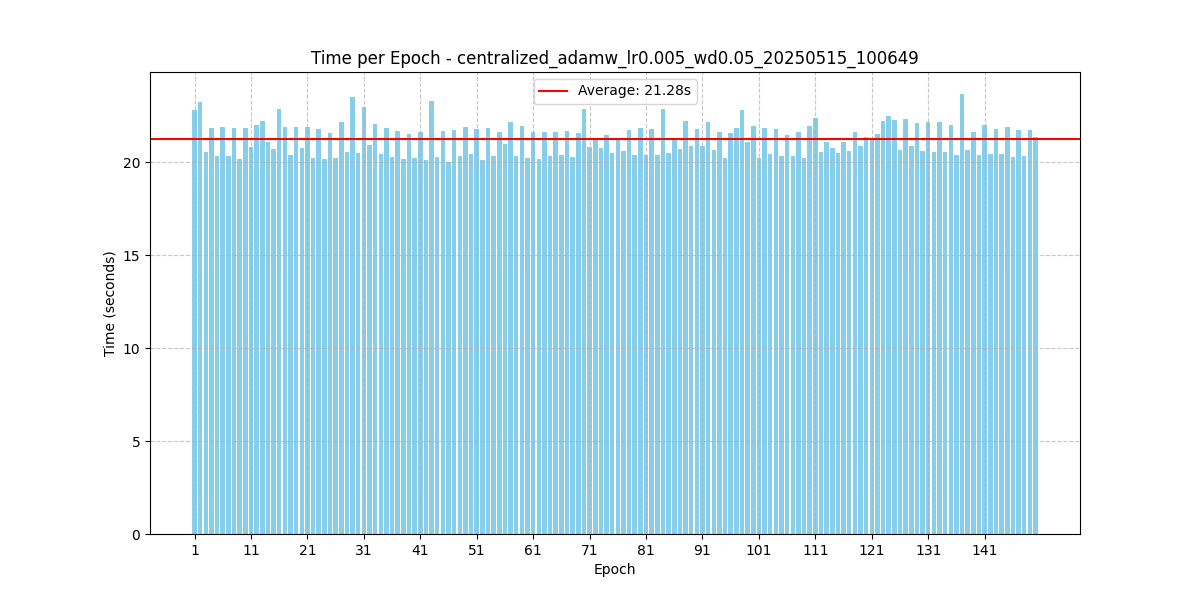 Time per Epoch - centralized_adamw_lr0.005_wd0.05_20250515_100649
Average: 21.28s
20
15
10
5
0
Time (seconds)
1 11 21 31 41 51 61 71 81 91 101 111 121 131 141
Epoch